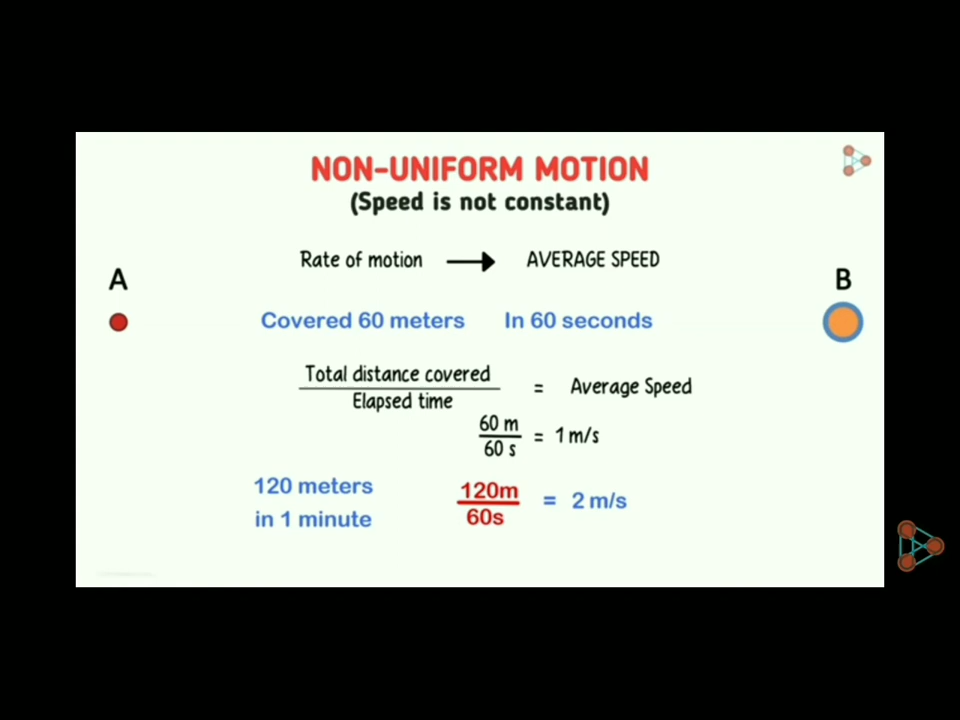 NON-UNIFORM MOTION
(Speed is not constant)
Rate of motion → AVERAGE SPEED
A
B
Covered 60 meters In 60 seconds
Total distance covered
Elapsed time
= Average Speed
60 m
60 s
= 1 m/s
120 meters
in 1 minute
120m
60s
= 2 m/s